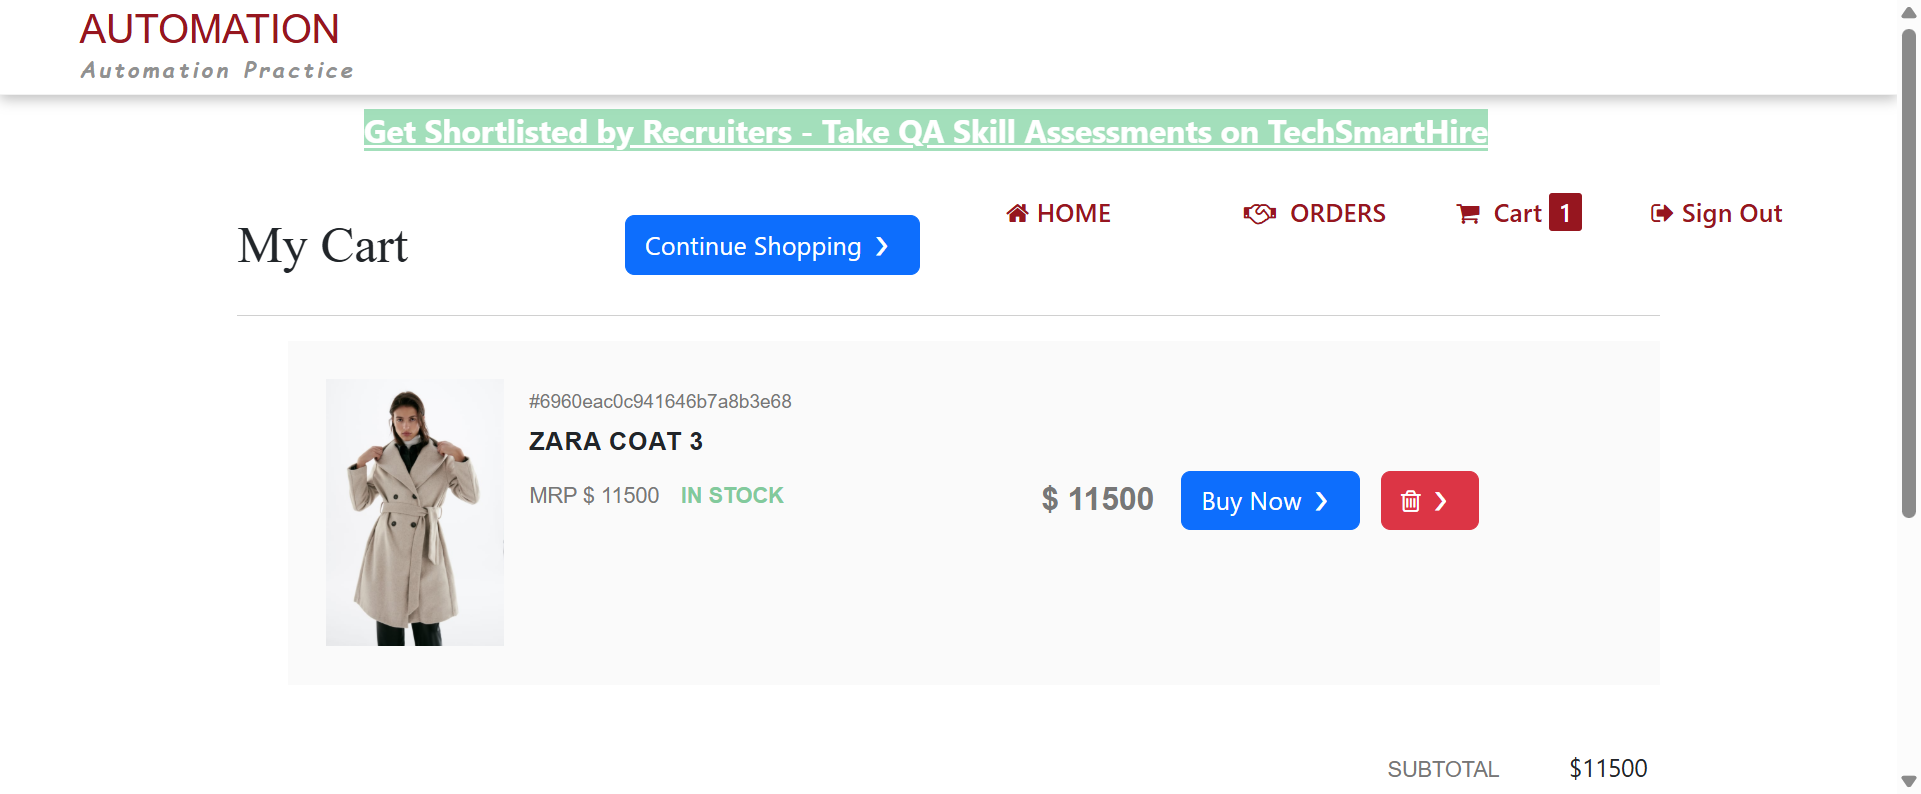 AUTOMATION
Automation Practice
Get Shortlisted by Recruiters - Take QA Skill Assessments on TechSmartHire
HOME ORDERS Cart 1 Sign Out
My Cart Continue Shopping ❯
#6960eac0c941646b7a8b3e68
ZARA COAT 3
MRP $ 11500 IN STOCK
$ 11500 Buy Now ❯ ❯
SUBTOTAL $11500